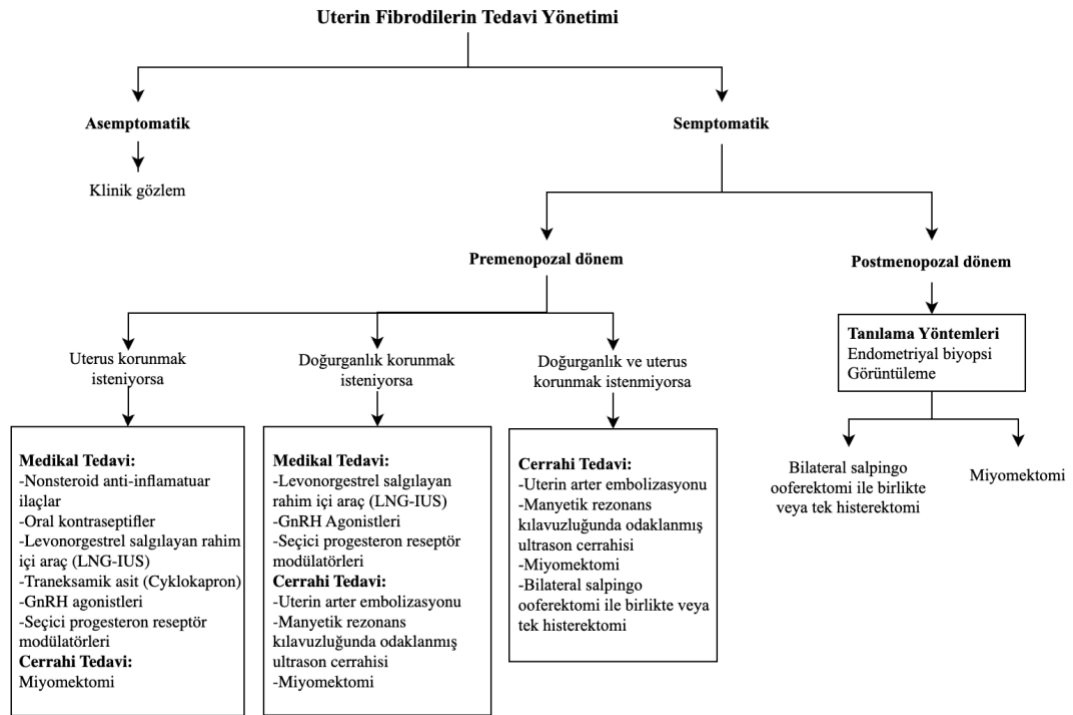 Uterin Fibrodilerin Tedavi Yönetimi
Asemptomatik
Semptomatik
Klinik gözlem
Premenopozal dönem
Postmenopozal dönem
Tanılama Yöntemleri
Endometriyal biyopsi
Görüntüleme
Uterus korunmak
isteniyorsa
Doğurganlık korunmak
isteniyorsa
Doğurganlık ve uterus
korunmak istenmiyorsa
Medikal Tedavi:
-Nonsteroid anti-inflamatuar
ilaçlar
-Oral kontraseptifler
-Levonorgestrel salgılayan rahim
içi araç (LNG-IUS)
-Traneksamik asit (Cyklokapron)
-GnRH agonistleri
-Seçici progesteron reseptör
modülatörleri
Cerrahi Tedavi:
Miyomektomi
Medikal Tedavi:
-Levonorgestrel salgılayan
rahim içi araç (LNG-IUS)
-GnRH Agonistleri
-Seçici progesteron reseptör
modülatörleri
Cerrahi Tedavi:
-Uterin arter embolizasyonu
-Manyetik rezonans
kılavuzluğunda odaklanmış
ultrason cerrahisi
-Miyomektomi
Cerrahi Tedavi:
-Uterin arter embolizasyonu
-Manyetik rezonans
kılavuzluğunda odaklanmış
ultrason cerrahisi
-Miyomektomi
-Bilateral salpingo
ooferektomi ile birlikte veya
tek histerektomi
Bilateral salpingo
ooferektomi ile birlikte
veya tek histerektomi
Miyomektomi